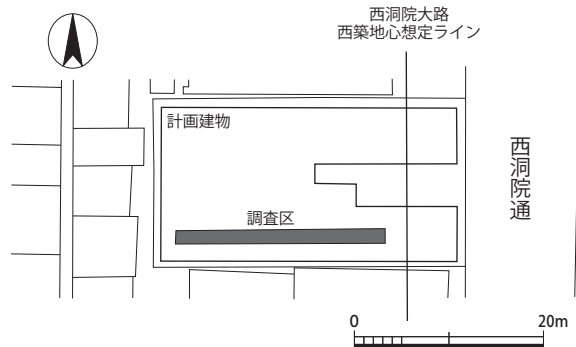 西洞院大路
西築地心想定ライン
計画建物
西洞院通
調査区
0 20m